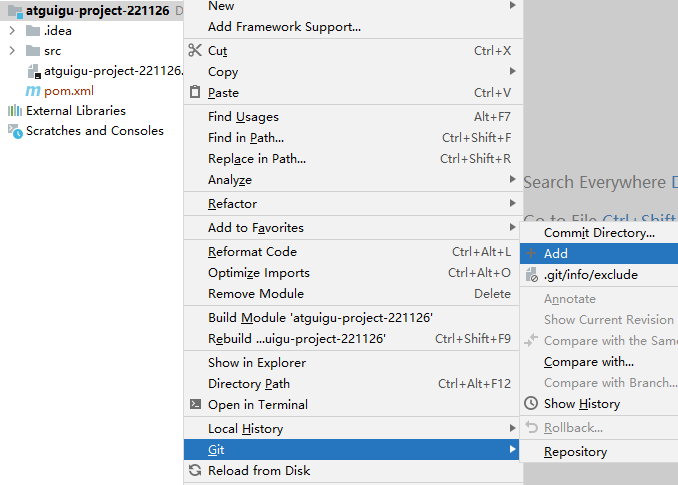 atguigu-project-221126 D
.idea
src
atguigu-project-221126.
pom.xml
External Libraries
Scratches and Consoles
New
Add Framework Support...
Cut Ctrl+X
Copy
Paste Ctrl+V
Find Usages Alt+F7
Find in Path... Ctrl+Shift+F
Replace in Path... Ctrl+Shift+R
Analyze
Refactor
Add to Favorites
Reformat Code Ctrl+Alt+L
Optimize Imports Ctrl+Alt+O
Remove Module Delete
Build Module 'atguigu-project-221126'
Rebuild ...uigu-project-221126' Ctrl+Shift+F9
Show in Explorer
Directory Path Ctrl+Alt+F12
Open in Terminal
Local History
Git
Reload from Disk
Search Everywhere D
Go to File Ctrl+Shift
Commit Directory...
Add
.git/info/exclude
Annotate
Show Current Revision
Compare with the Same
Compare with...
Compare with Branch...
Show History
Rollback...
Repository